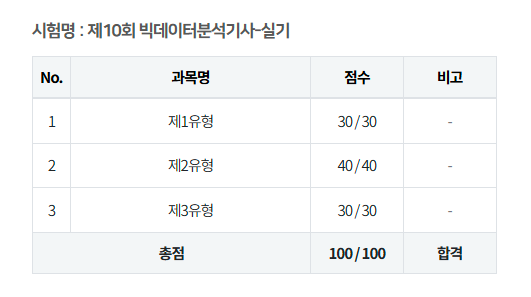 시험명 : 제10회 빅데이터분석기사-실기
No. 과목명 점수 비고
1 제1유형 30 / 30 -
2 제2유형 40 / 40 -
3 제3유형 30 / 30 -
총점 100 / 100 합격